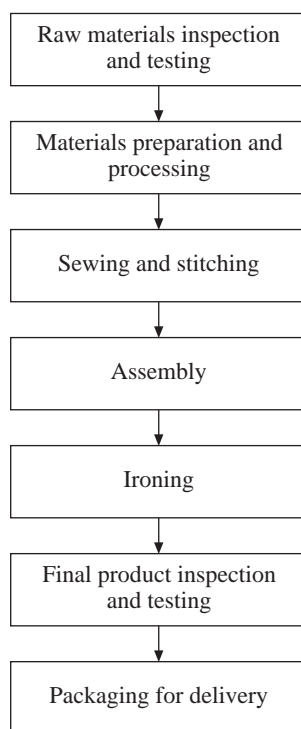 Raw materials inspection
and testing
Materials preparation and
processing
Sewing and stitching
Assembly
Ironing
Final product inspection
and testing
Packaging for delivery